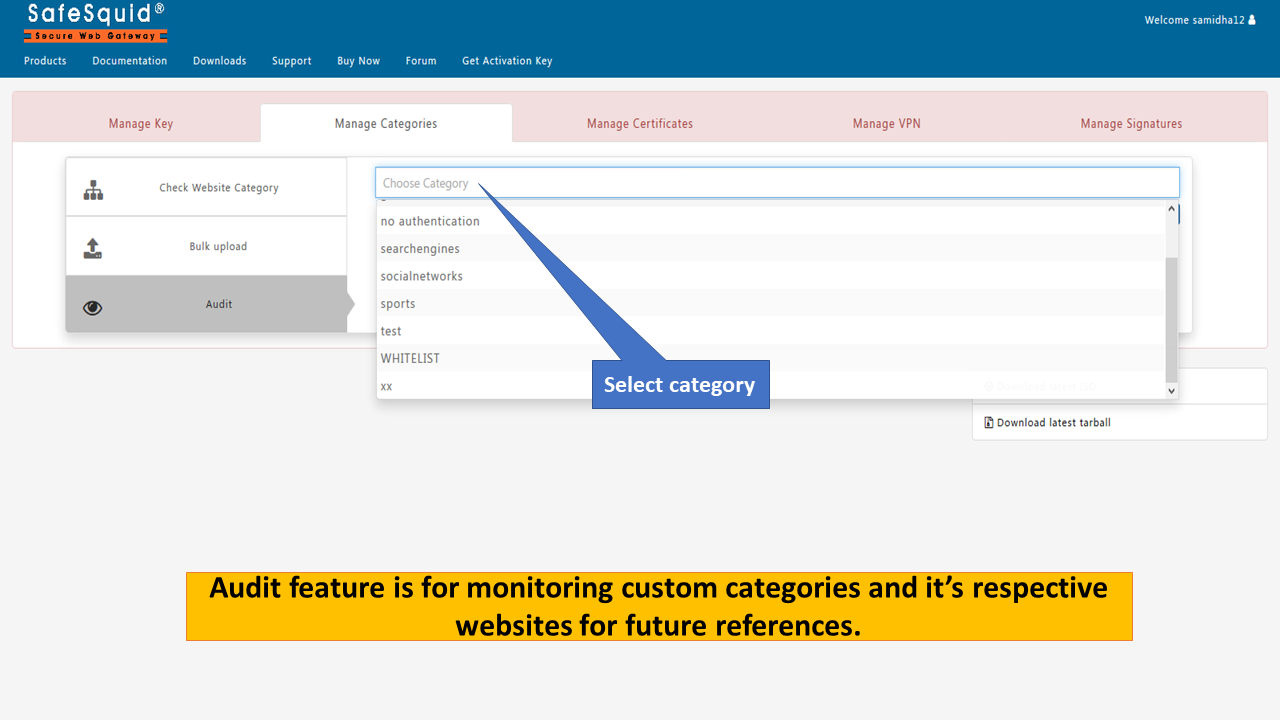 SafeSquid®
Secure Web Gateway
Welcome samidha12
Products Documentation Downloads Support Buy Now Forum Get Activation Key
Manage Key Manage Categories Manage Certificates Manage VPN Manage Signatures
Check Website Category
Bulk upload
Audit
Choose Category
no authentication
searchengines
socialnetworks
sports
test
WHITELIST
xx
Select category
Download latest tarball
Audit feature is for monitoring custom categories and it’s respective
websites for future references.